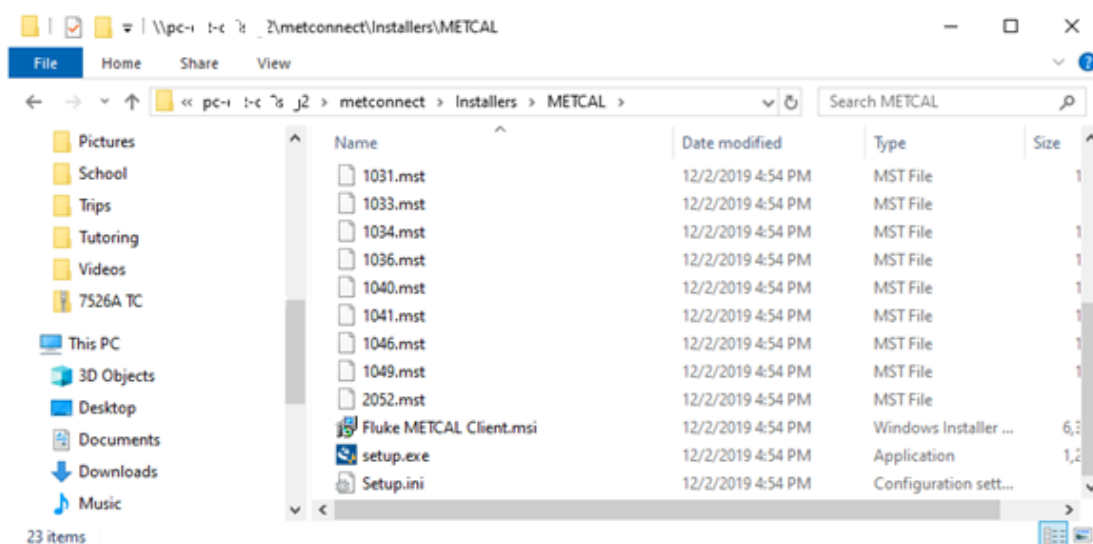 \metconnect\Installers\METCAL
File Home Share View
« metconnect > Installers > METCAL > Search METCAL
Name Date modified Type Size
Pictures
School
Trips
Tutoring
Videos
7526A TC
This PC
3D Objects
Desktop
Documents
Downloads
Music
1031.mst 12/2/2019 4:54 PM MST File
1033.mst 12/2/2019 4:54 PM MST File
1034.mst 12/2/2019 4:54 PM MST File
1036.mst 12/2/2019 4:54 PM MST File
1040.mst 12/2/2019 4:54 PM MST File
1041.mst 12/2/2019 4:54 PM MST File
1046.mst 12/2/2019 4:54 PM MST File
1049.mst 12/2/2019 4:54 PM MST File
2052.mst 12/2/2019 4:54 PM MST File
Fluke METCAL Client.msi 12/2/2019 4:54 PM Windows Installer ...
setup.exe 12/2/2019 4:54 PM Application
Setup.ini 12/2/2019 4:54 PM Configuration sett...
23 items